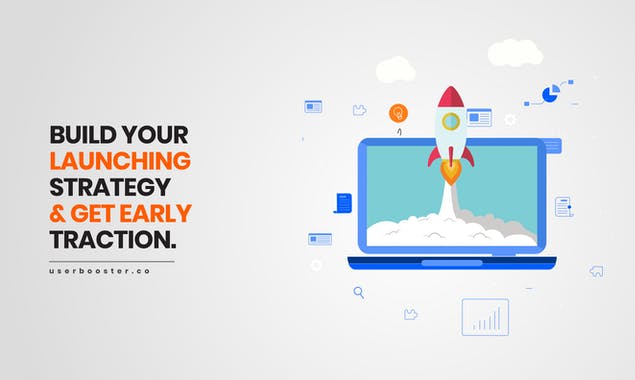 BUILD YOUR
LAUNCHING
STRATEGY
& GET EARLY
TRACTION.
userbooster.co